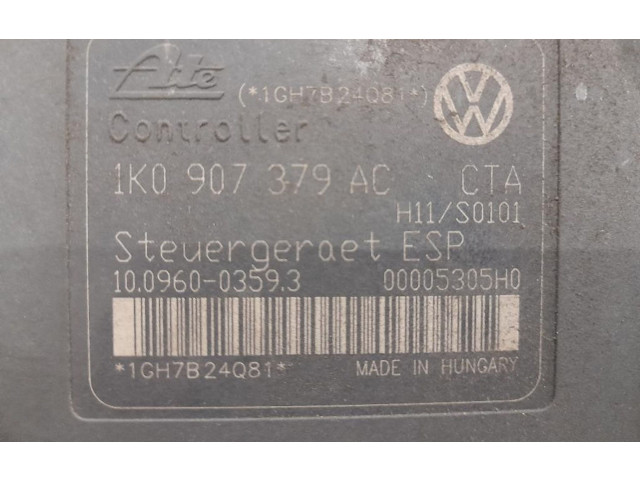 Ate (*1GH7B24Q81*)
Controller
1K0 907 379 AC CTA
H11/S0101
Steuergeraet ESP
10.0960-0359.3 00005305H0
*1GH7B24Q81* MADE IN HUNGARY